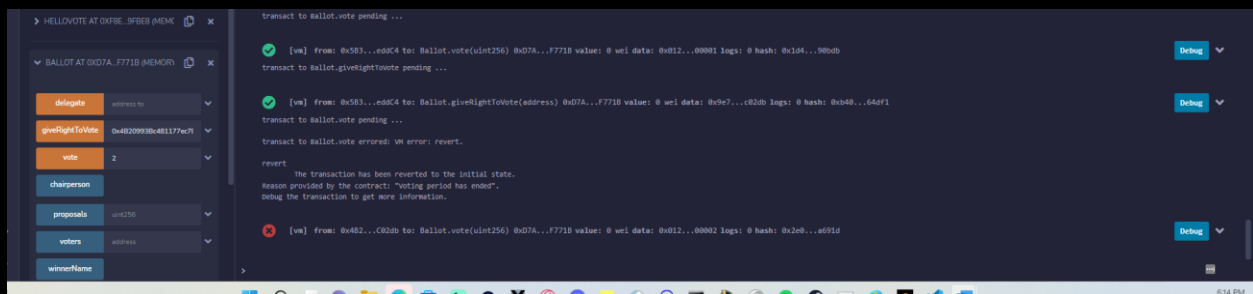 HELLOVOTE AT 0XF8E...9FBE8 (MEMORY
transact to Ballot.vote pending ...
[vm] from: 0x5B3...eddC4 to: Ballot.vote(uint256) 0xD7A...F771B value: 0 wei data: 0x012...00001 logs: 0 hash: 0x1d4...90bdb
Debug
transact to Ballot.giveRightToVote pending ...
BALLOT AT 0XD7A...F771B (MEMORY)
[vm] from: 0x5B3...eddC4 to: Ballot.giveRightToVote(address) 0xD7A...F771B value: 0 wei data: 0x9e7...c02db logs: 0 hash: 0xb40...64df1
Debug
delegate
address to
transact to Ballot.vote pending ...
giveRightToVote
0x4B20993Bc481177ec7E
transact to Ballot.vote errored: VM error: revert.
vote
2
revert
The transaction has been reverted to the initial state.
Reason provided by the contract: "Voting period has ended".
Debug the transaction to get more information.
chairperson
proposals
uint256
voters
address
[vm] from: 0x4B2...C02db to: Ballot.vote(uint256) 0xD7A...F771B value: 0 wei data: 0x012...00002 logs: 0 hash: 0x2e0...a691d
Debug
winnerName
>
6:14 PM